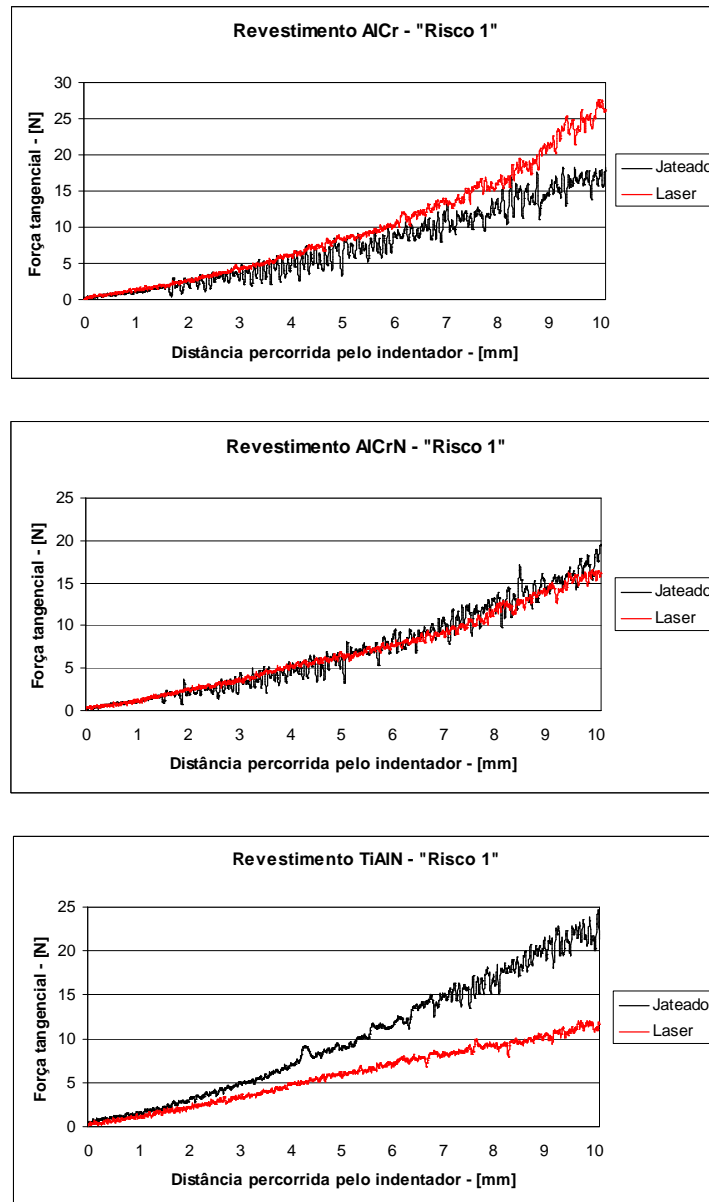 Revestimento AlCr - "Risco 1"
Força tangencial - [N]
30
25
20
15
10
5
0
0 1 2 3 4 5 6 7 8 9 10
Distância percorrida pelo indentador - [mm]
Jateado
Laser
Revestimento AlCrN - "Risco 1"
Força tangencial - [N]
25
20
15
10
5
0
0 1 2 3 4 5 6 7 8 9 10
Distância percorrida pelo indentador - [mm]
Jateado
Laser
Revestimento TiAlN - "Risco 1"
Força tangencial - [N]
25
20
15
10
5
0
0 1 2 3 4 5 6 7 8 9 10
Distância percorrida pelo indentador - [mm]
Jateado
Laser